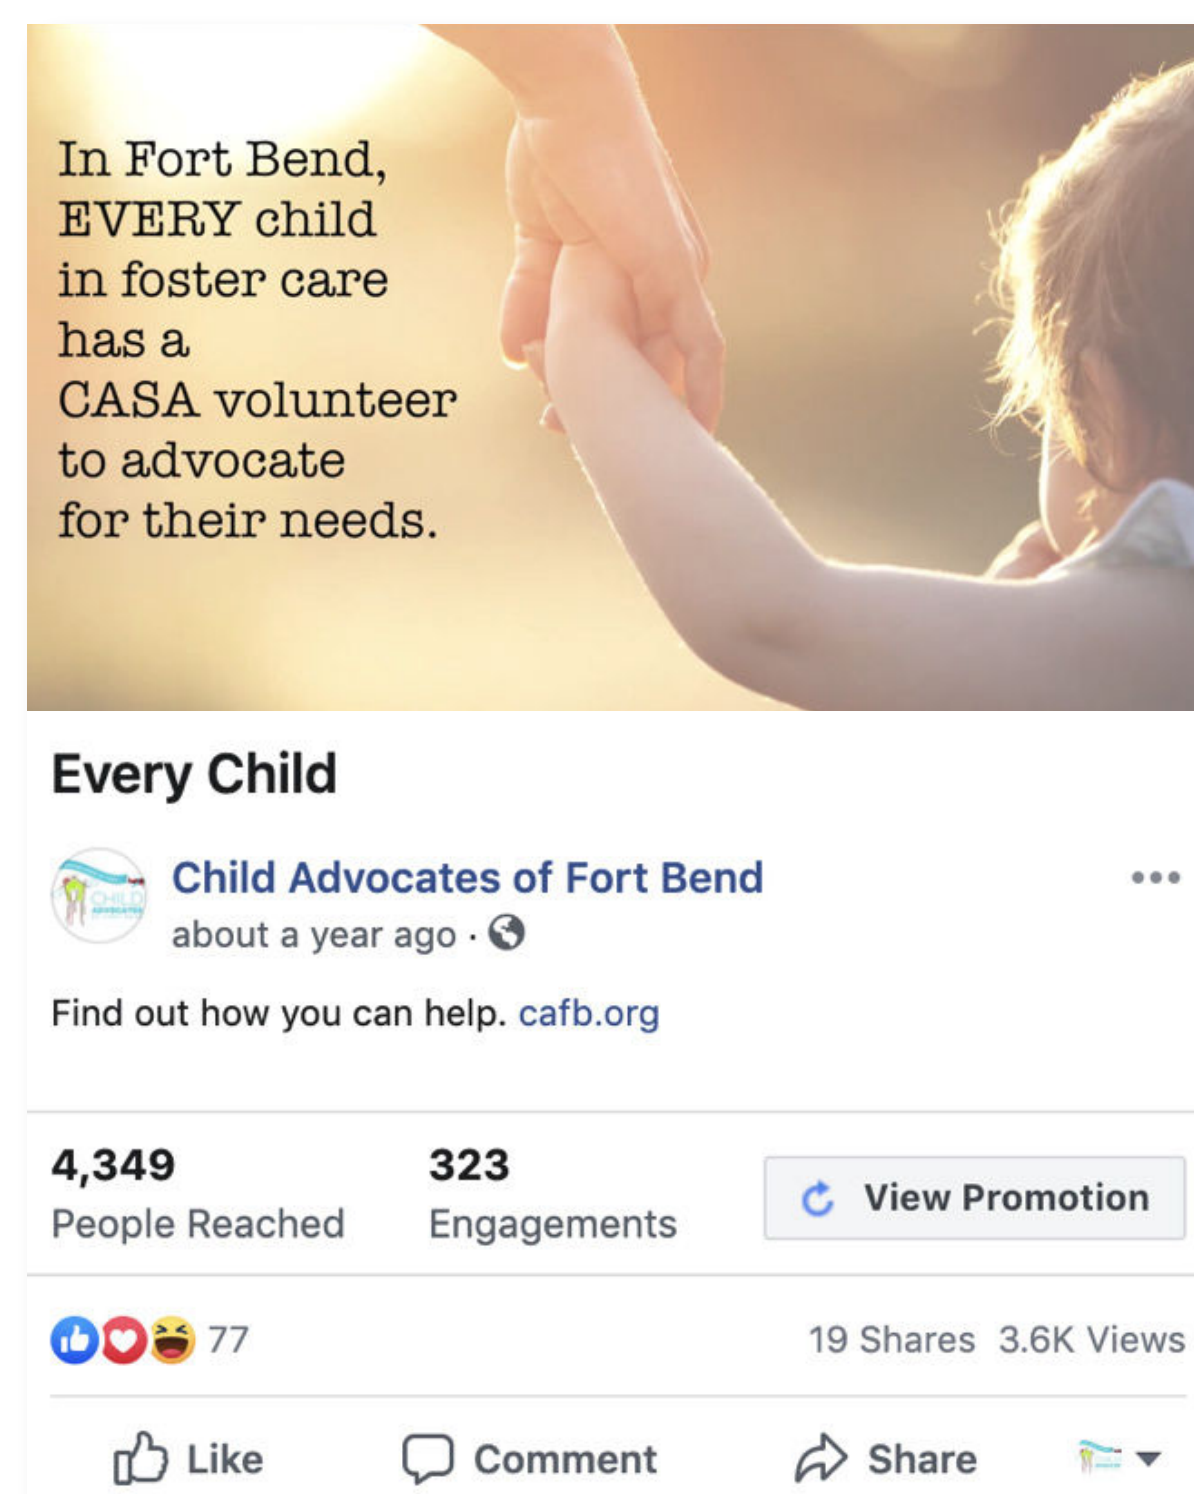 In Fort Bend,
EVERY child
in foster care
has a
CASA volunteer
to advocate
for their needs.
Every Child
CHILD
ADVOCATES
Child Advocates of Fort Bend
about a year ago ·
Find out how you can help. cafb.org
4,349 323
People Reached Engagements
View Promotion
77 19 Shares 3.6K Views
Like Comment Share